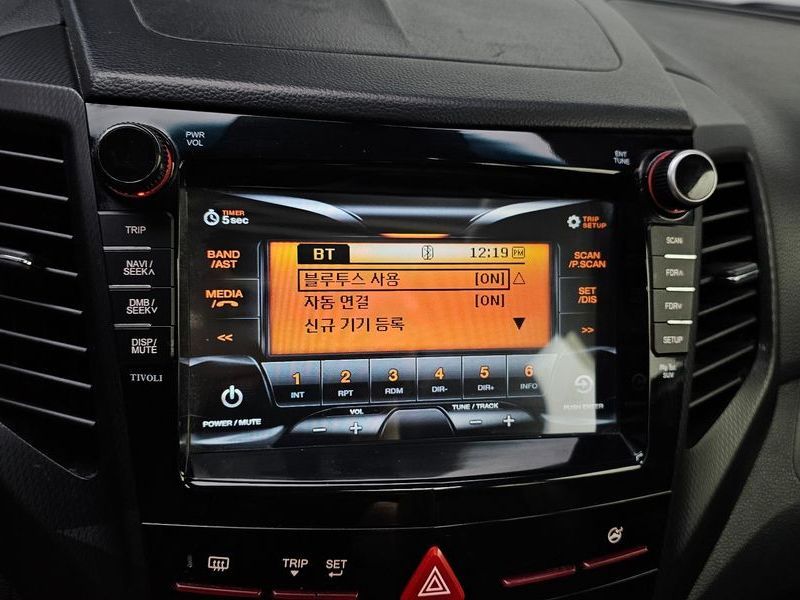 PWR
VOL
ENT
TUNE
TRIP
NAVI/
SEEK∧
DMB/
SEEK∨
DISP/
MUTE
TIVOLI
TIMER
5sec
TRIP
SETUP
BAND
/AST
MEDIA
<<
BT
12:19 PM
블루투스 사용 [ON]
자동 연결 [ON]
신규 기기 등록
SCAN
/P.SCAN
SET
/DIS
>>
SCAN
FDR∧
FDR∨
SETUP
1 2 3 4 5 6
INT RPT RDM DIR- DIR+ INFO
POWER / MUTE
VOL
− +
TUNE / TRACK
− +
PUSH ENTER
TRIP
SET